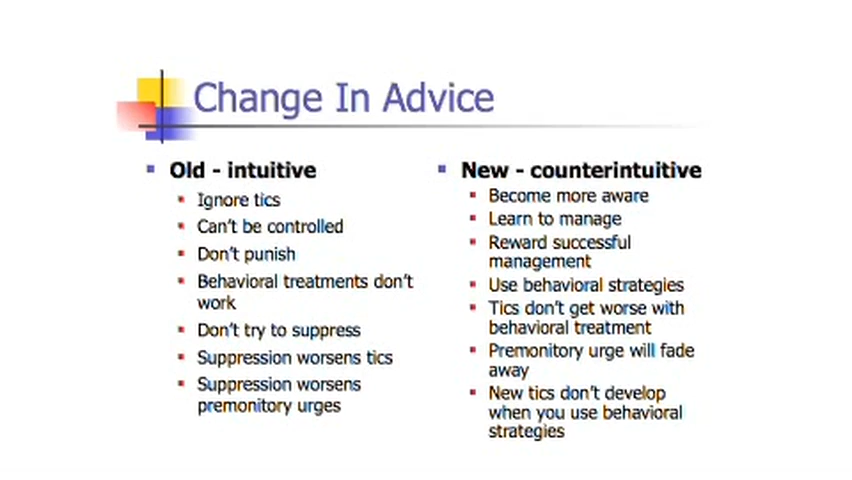 Change In Advice
Old - intuitive
Ignore tics
Can't be controlled
Don't punish
Behavioral treatments don't
work
Don't try to suppress
Suppression worsens tics
Suppression worsens
premonitory urges
New - counterintuitive
Become more aware
Learn to manage
Reward successful
management
Use behavioral strategies
Tics don't get worse with
behavioral treatment
Premonitory urge will fade
away
New tics don't develop
when you use behavioral
strategies